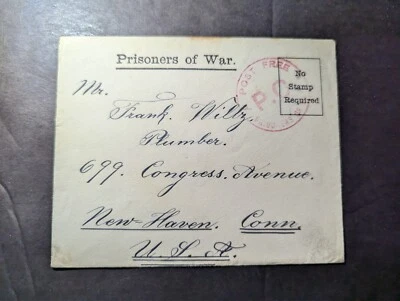 Prisoners of War.
POST FREE
P.C
No
Stamp
Required
Mr.
Frank Wiltz
Plumber.
699. Congress. Avenue.
New-Haven. Conn.
U. S. A.